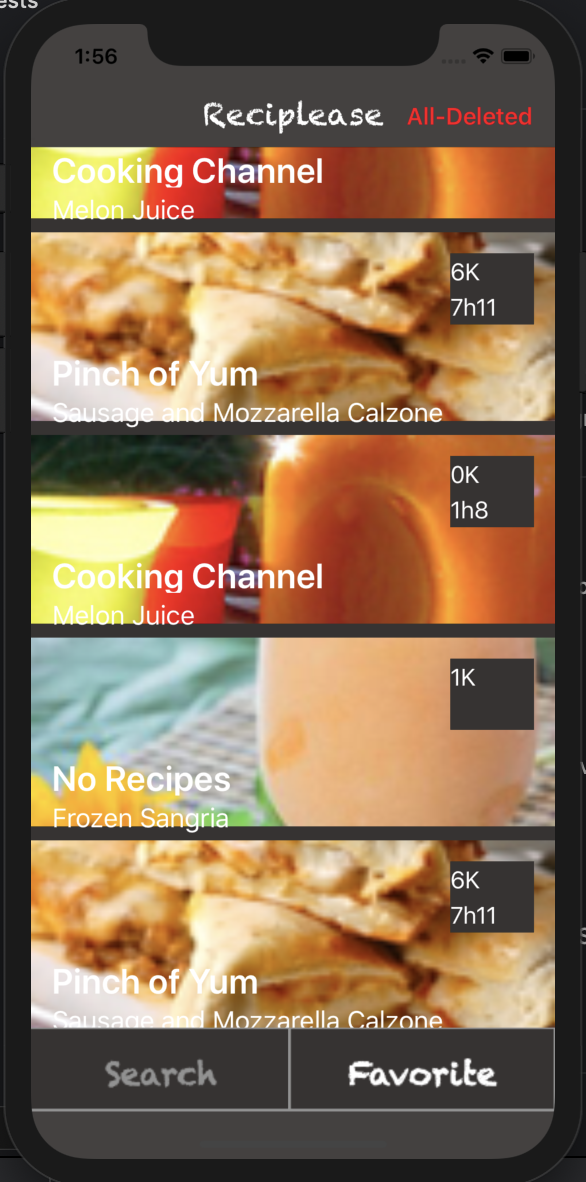 ests
1:56
Reciplease
All-Deleted
Cooking Channel
Melon Juice
6K
7h11
Pinch of Yum
Sausage and Mozzarella Calzone
0K
1h8
Cooking Channel
Melon Juice
1K
No Recipes
Frozen Sangria
6K
7h11
Pinch of Yum
Sausage and Mozzarella Calzone
Search
Favorite